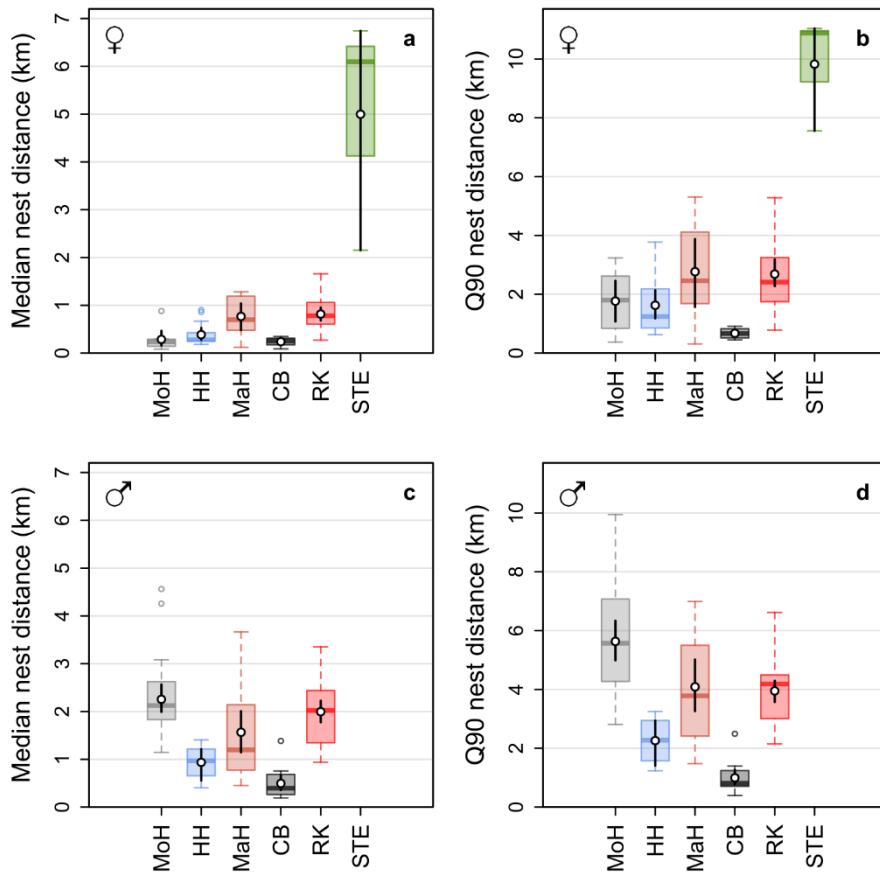 ♀ a
Median nest distance (km)
0 1 2 3 4 5 6 7
MoH HH MaH CB RK STE
♀ b
Q90 nest distance (km)
0 2 4 6 8 10
MoH HH MaH CB RK STE
♂ c
Median nest distance (km)
0 1 2 3 4 5 6 7
MoH HH MaH CB RK STE
♂ d
Q90 nest distance (km)
0 2 4 6 8 10
MoH HH MaH CB RK STE